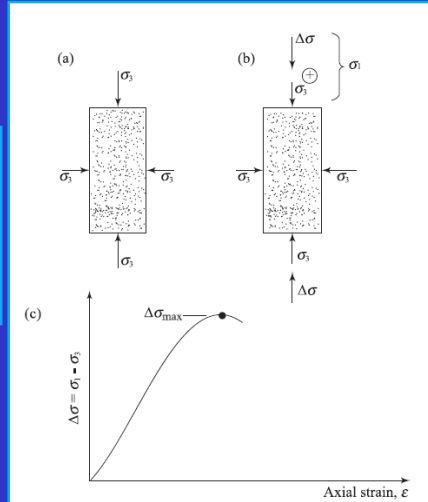 (a)
σ₃
σ₃
σ₃
σ₃
(b)
Δσ
+
σ₃
σ₁
σ₃
σ₃
σ₃
Δσ
(c)
Δσmax
Δσ = σ₁ - σ₃
Axial strain, ε